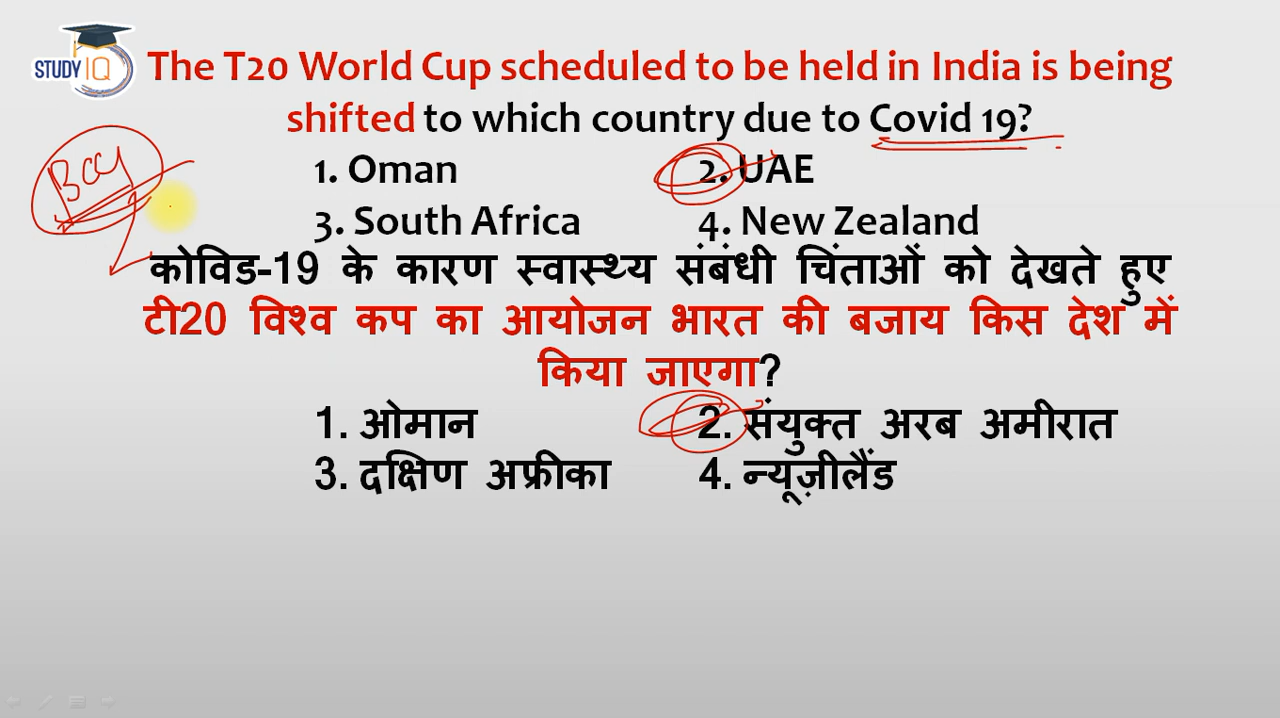 STUDY IQ
The T20 World Cup scheduled to be held in India is being
shifted to which country due to Covid 19?
1. Oman 2. UAE
3. South Africa 4. New Zealand
कोविड-19 के कारण स्वास्थ्य संबंधी चिंताओं को देखते हुए
टी20 विश्व कप का आयोजन भारत की बजाय किस देश में
किया जाएगा?
1. ओमान 2. संयुक्त अरब अमीरात
3. दक्षिण अफ्रीका 4. न्यूज़ीलैंड